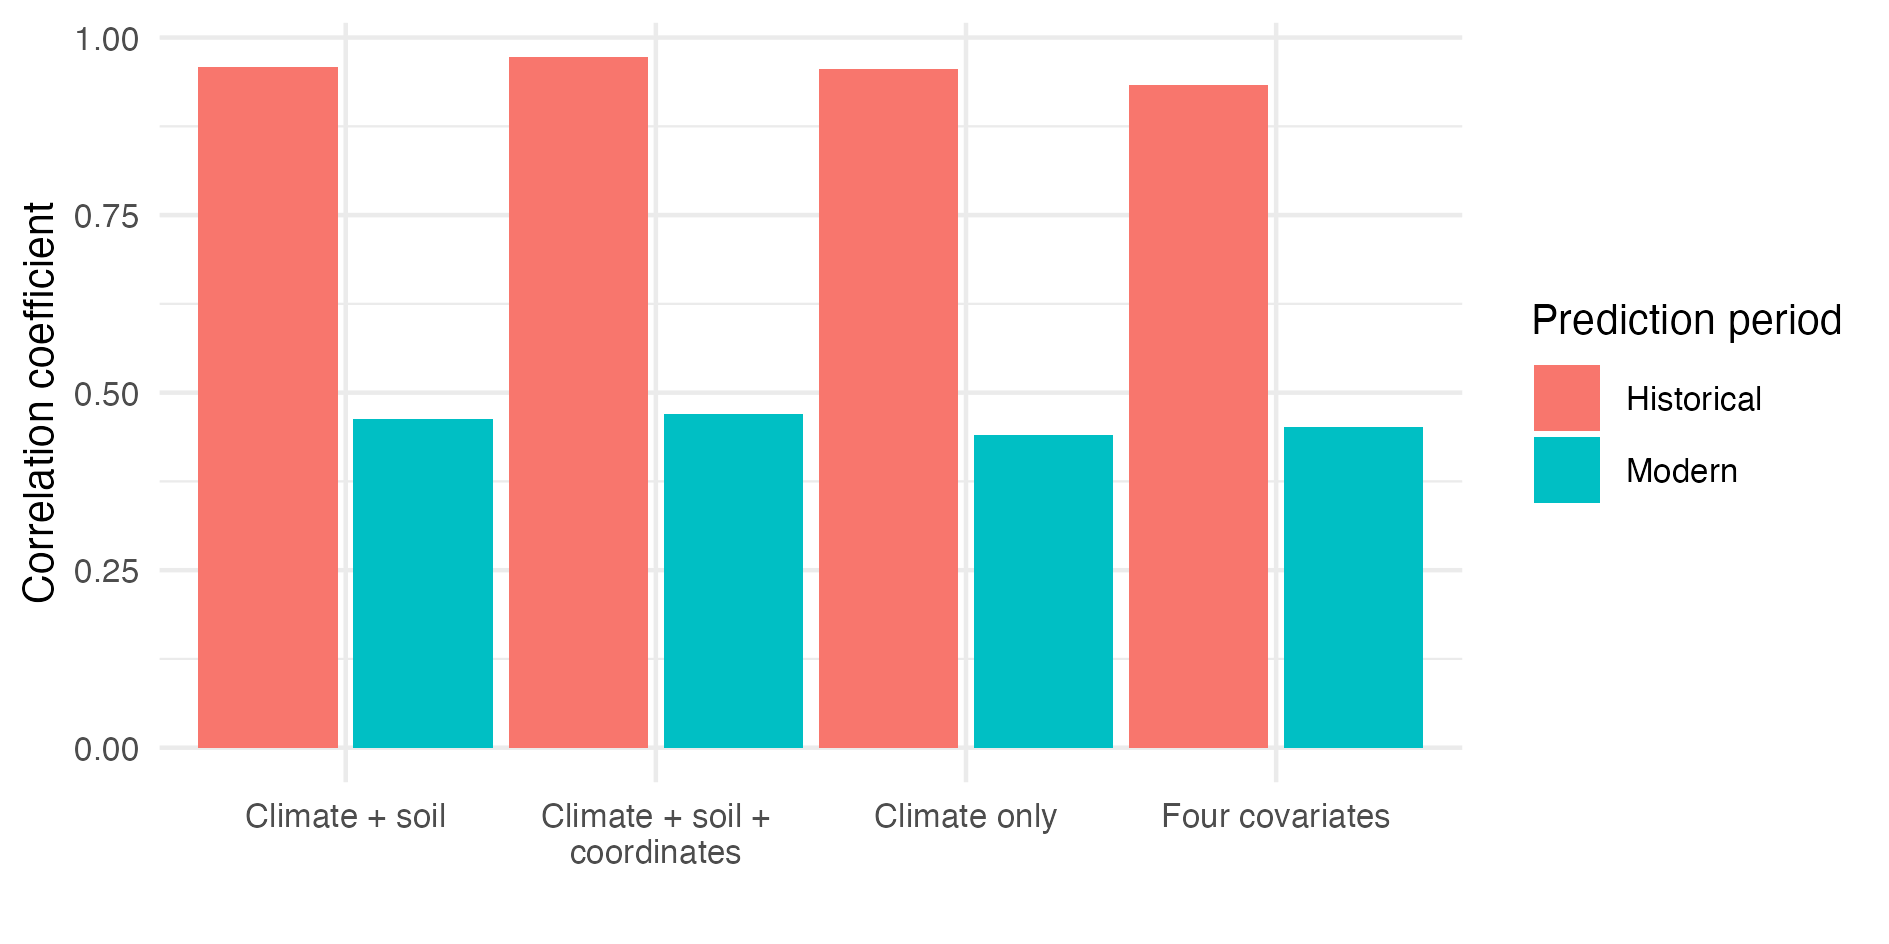 Correlation coefficient
1.00
0.75
0.50
0.25
0.00
Climate + soil
Climate + soil +
coordinates
Climate only
Four covariates
Prediction period
Historical
Modern